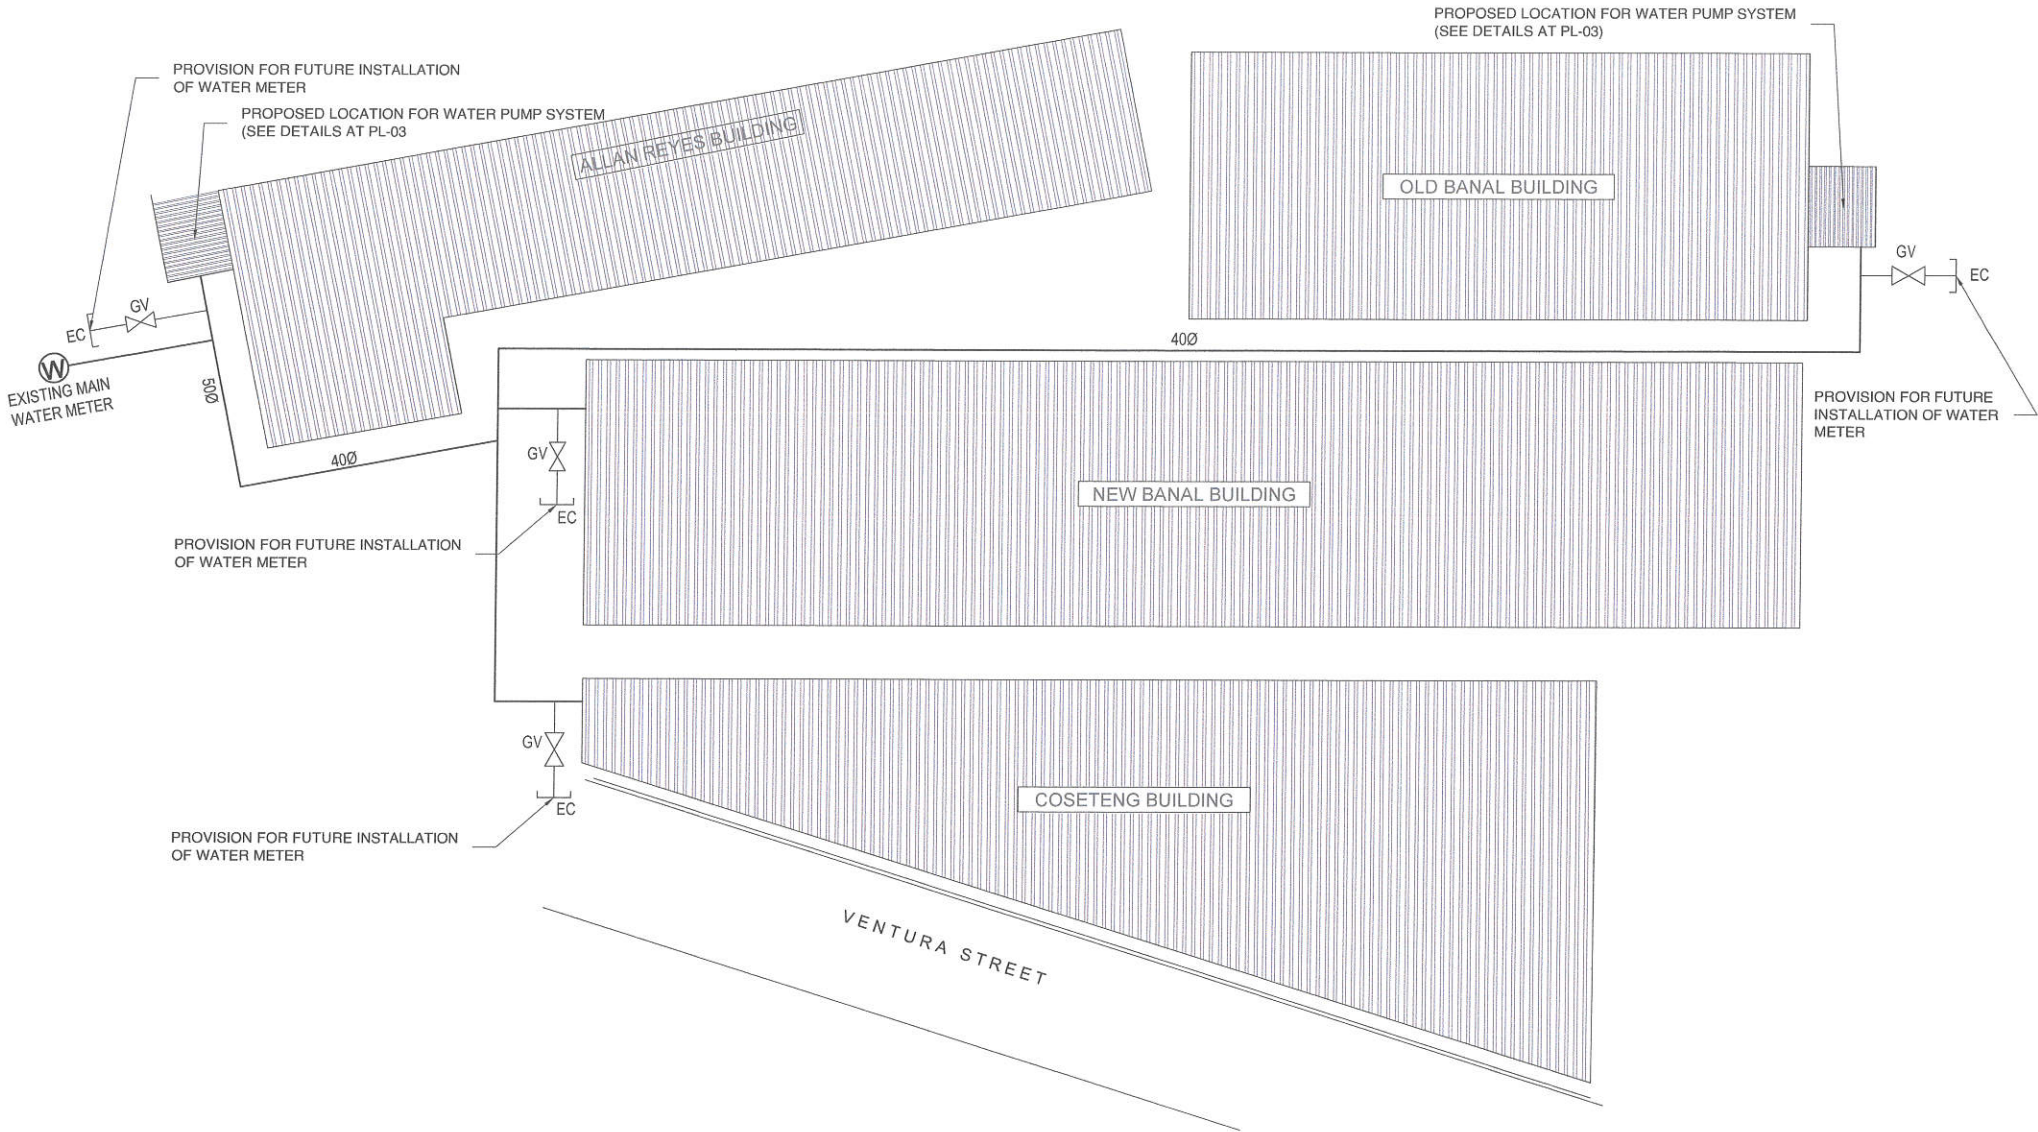 PROPOSED LOCATION FOR WATER PUMP SYSTEM
(SEE DETAILS AT PL-03)
PROVISION FOR FUTURE INSTALLATION
OF WATER METER
PROPOSED LOCATION FOR WATER PUMP SYSTEM
(SEE DETAILS AT PL-03
ALLAN REYES BUILDING
OLD BANAL BUILDING
GV
EC
GV
EC
W
EXISTING MAIN
WATER METER
50Ø
40Ø
40Ø
PROVISION FOR FUTURE
INSTALLATION OF WATER
METER
GV
EC
NEW BANAL BUILDING
PROVISION FOR FUTURE INSTALLATION
OF WATER METER
GV
EC
COSETENG BUILDING
PROVISION FOR FUTURE INSTALLATION
OF WATER METER
VENTURA STREET